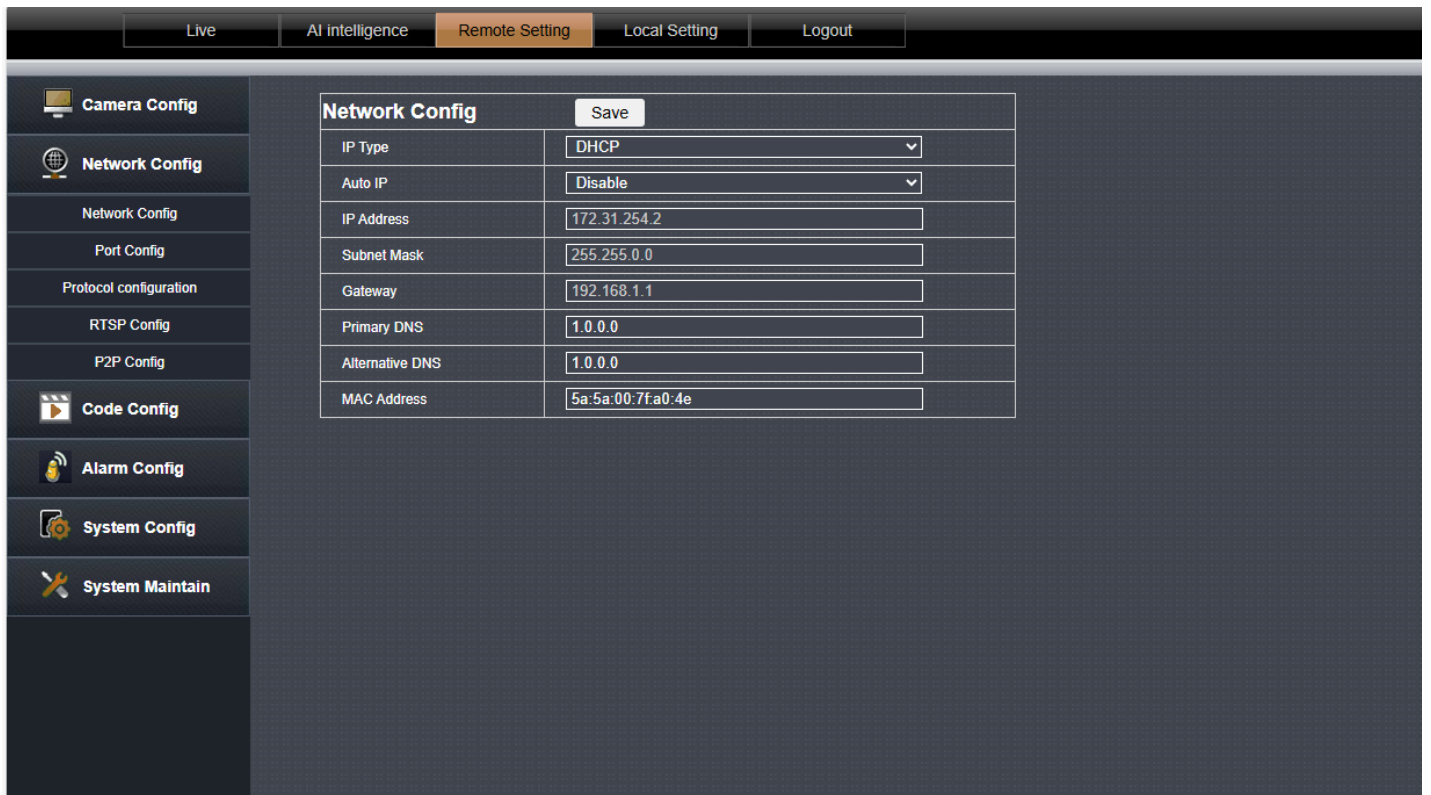 Live AI intelligence Remote Setting Local Setting Logout
Camera Config
Network Config
Network Config
Port Config
Protocol configuration
RTSP Config
P2P Config
Code Config
Alarm Config
System Config
System Maintain
Network Config Save
IP Type DHCP
Auto IP Disable
IP Address 172.31.254.2
Subnet Mask 255.255.0.0
Gateway 192.168.1.1
Primary DNS 1.0.0.0
Alternative DNS 1.0.0.0
MAC Address 5a:5a:00:7f:a0:4e